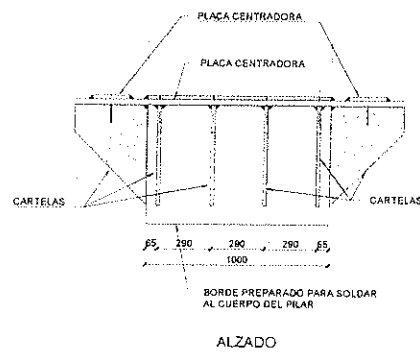 PLACA CENTRADORA
PLACA CENTRADORA
CARTELAS
CARTELAS
65 290 290 290 65
1000
BORDE PREPARADO PARA SOLDAR
AL CUERPO DEL PILAR
ALZADO